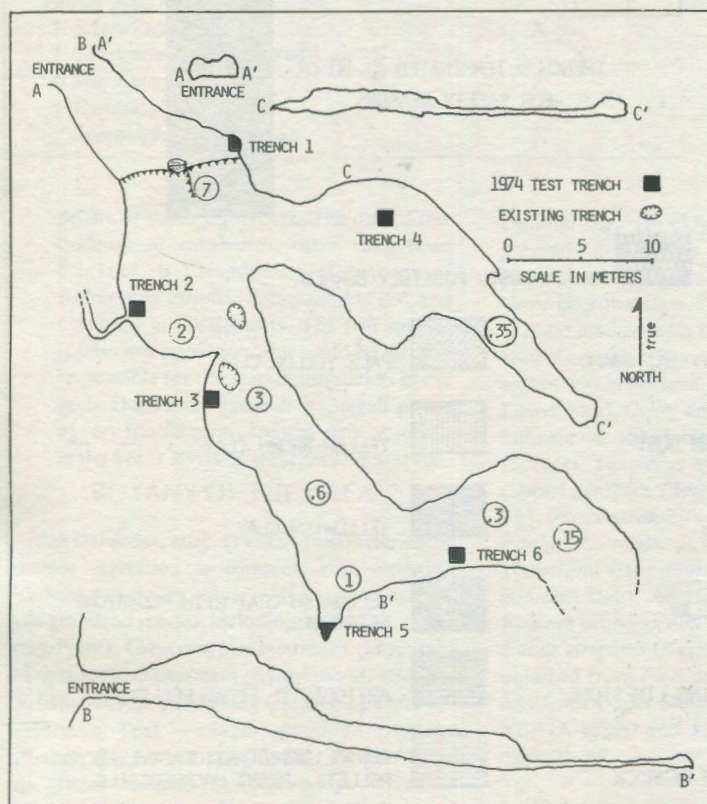 B A'
ENTRANCE
A
A A'
ENTRANCE
C C'
TRENCH 1
7
C
TRENCH 4
1974 TEST TRENCH
EXISTING TRENCH
0 5 10
SCALE IN METERS
true
NORTH
TRENCH 2
2
.35
TRENCH 3
3
C'
.6
.3
.15
TRENCH 6
1
B'
TRENCH 5
ENTRANCE
B
B'